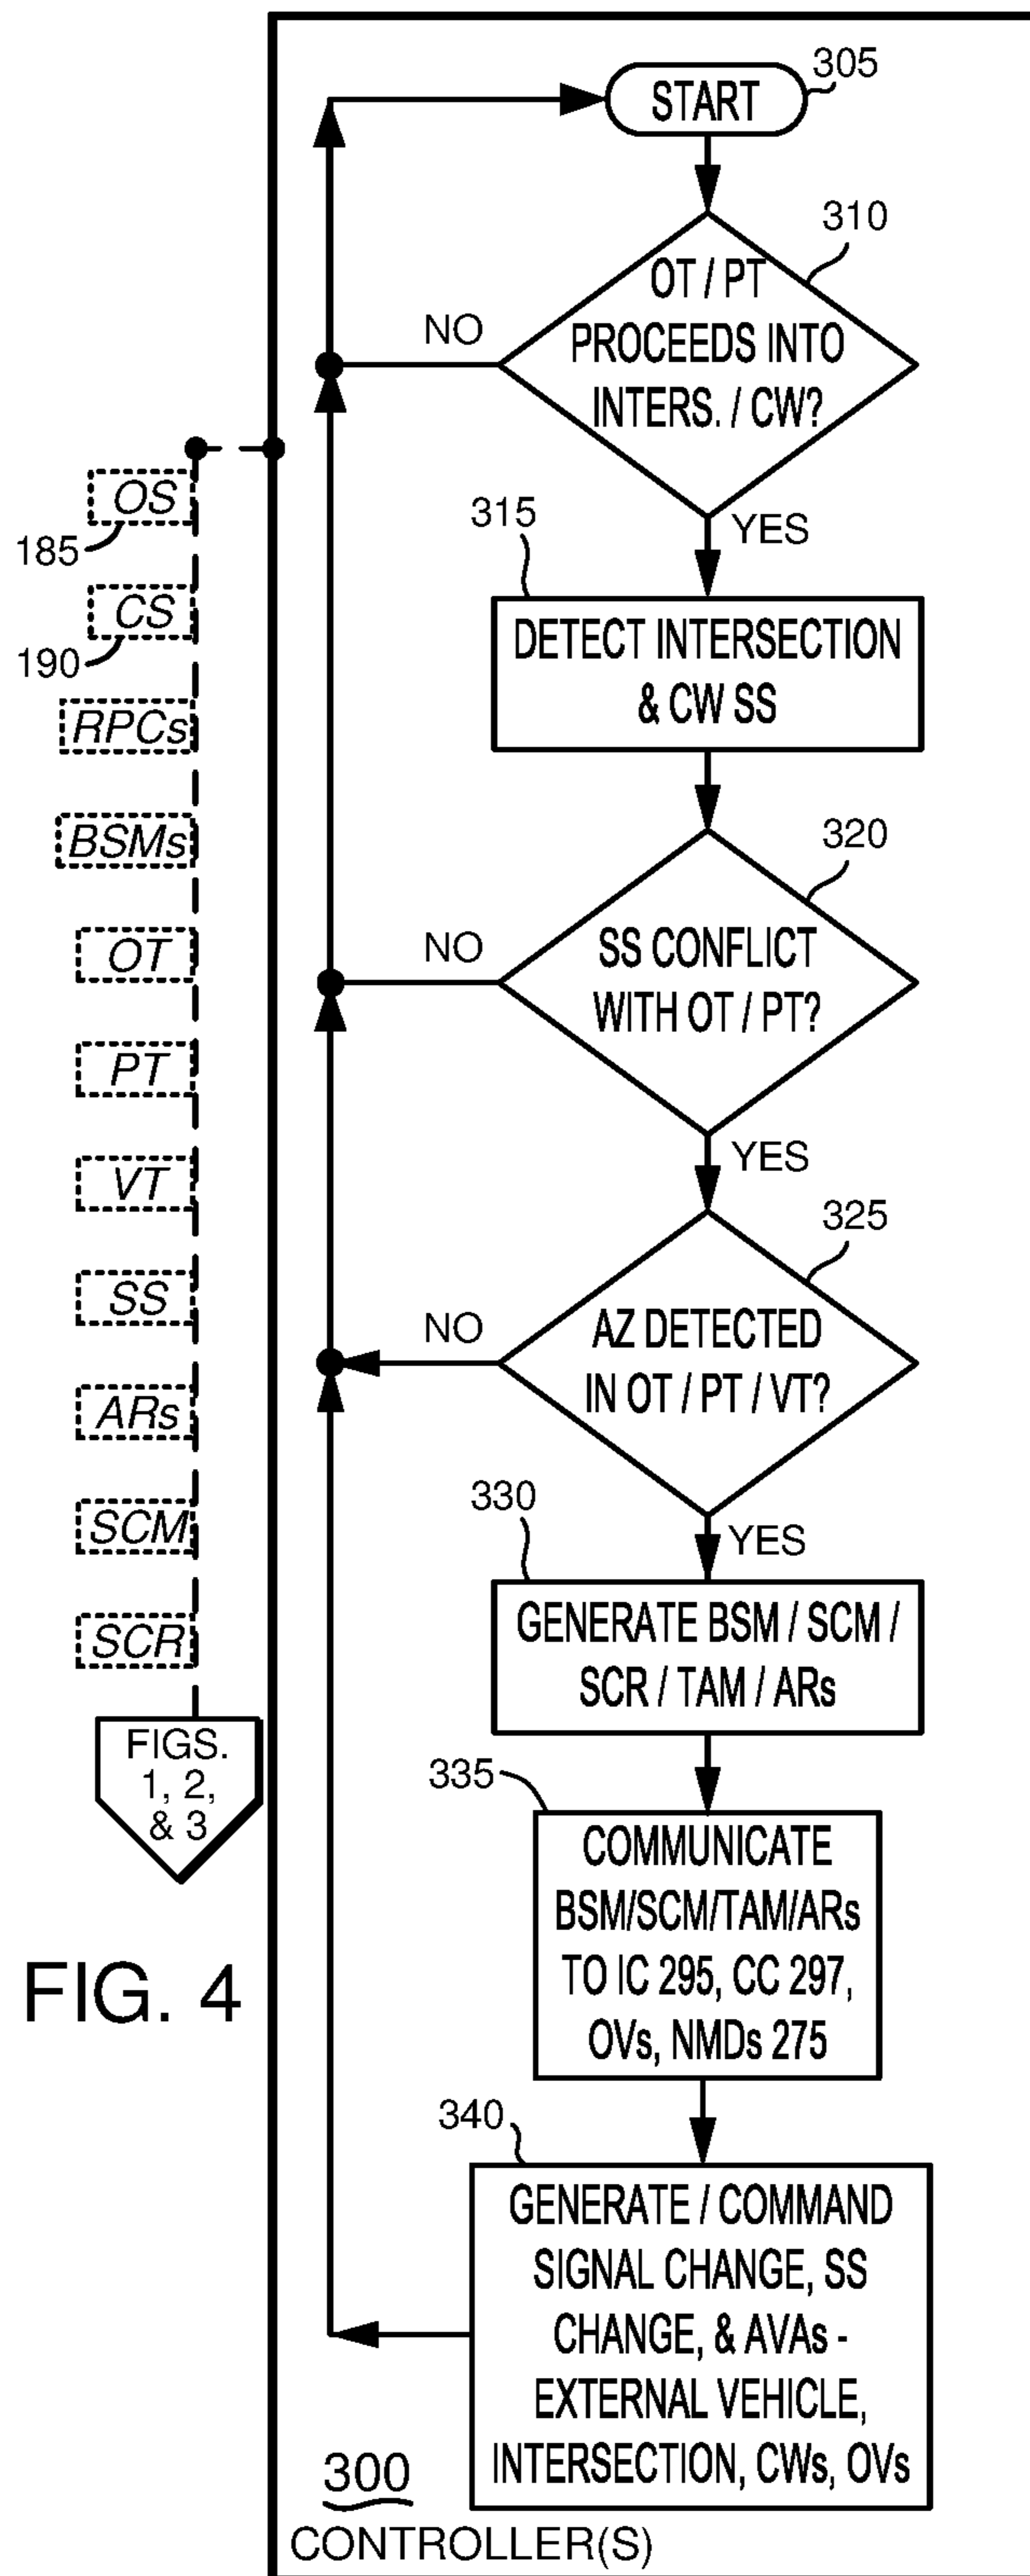 START
305
310
OT / PT
PROCEEDS INTO
INTERS. / CW?
NO
YES
315
DETECT INTERSECTION
& CW SS
320
SS CONFLICT
WITH OT / PT?
NO
YES
325
AZ DETECTED
IN OT / PT / VT?
NO
YES
330
GENERATE BSM / SCM /
SCR / TAM / ARs
335
COMMUNICATE
BSM/SCM/TAM/ARs
TO IC 295, CC 297,
OVs, NMDs 275
340
GENERATE / COMMAND
SIGNAL CHANGE, SS
CHANGE, & AVAs -
EXTERNAL VEHICLE,
INTERSECTION, CWs, OVs
300
CONTROLLER(S)
OS
185
CS
190
RPCs
BSMs
OT
PT
VT
SS
ARs
SCM
SCR
FIGS.
1, 2,
& 3
FIG. 4